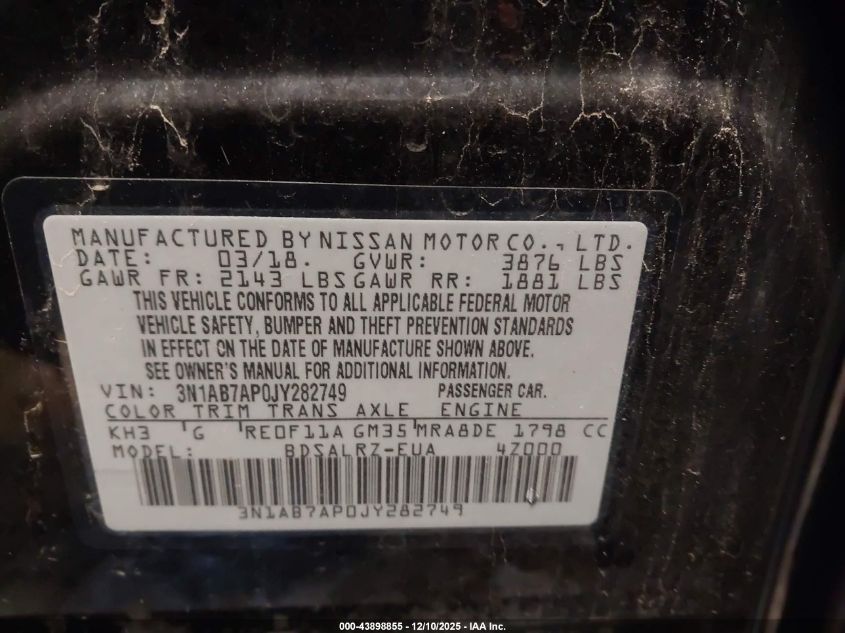 MANUFACTURED BY NISSAN MOTOR CO., LTD.
DATE: 03/18. GVWR: 3876 LBS
GAWR FR: 2143 LBS GAWR RR: 1881 LBS
THIS VEHICLE CONFORMS TO ALL APPLICABLE FEDERAL MOTOR
VEHICLE SAFETY, BUMPER AND THEFT PREVENTION STANDARDS
IN EFFECT ON THE DATE OF MANUFACTURE SHOWN ABOVE.
SEE OWNER'S MANUAL FOR ADDITIONAL INFORMATION.
VIN: 3N1AB7AP0JY282749 PASSENGER CAR.
COLOR TRIM TRANS AXLE ENGINE
KH3 G RE0F11A GM35 MRA8DE 1798 CC
MODEL: BDSALRZ-EUA 4Z000
3N1AB7AP0JY282749
000-43898855 - 12/10/2025 - IAA Inc.